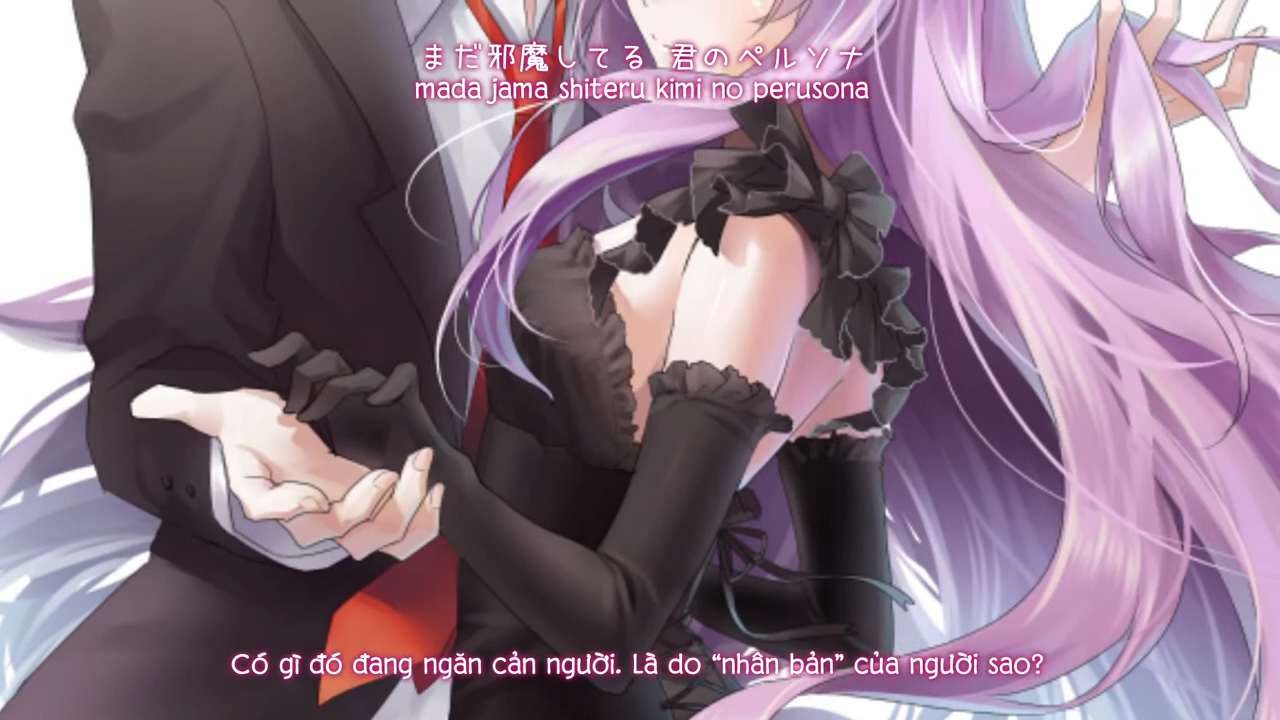 まだ邪魔してる 君のペルソナ
mada jama shiteru kimi no perusona
Có gì đó đang ngăn cản người. Là do “nhân bản” của người sao?